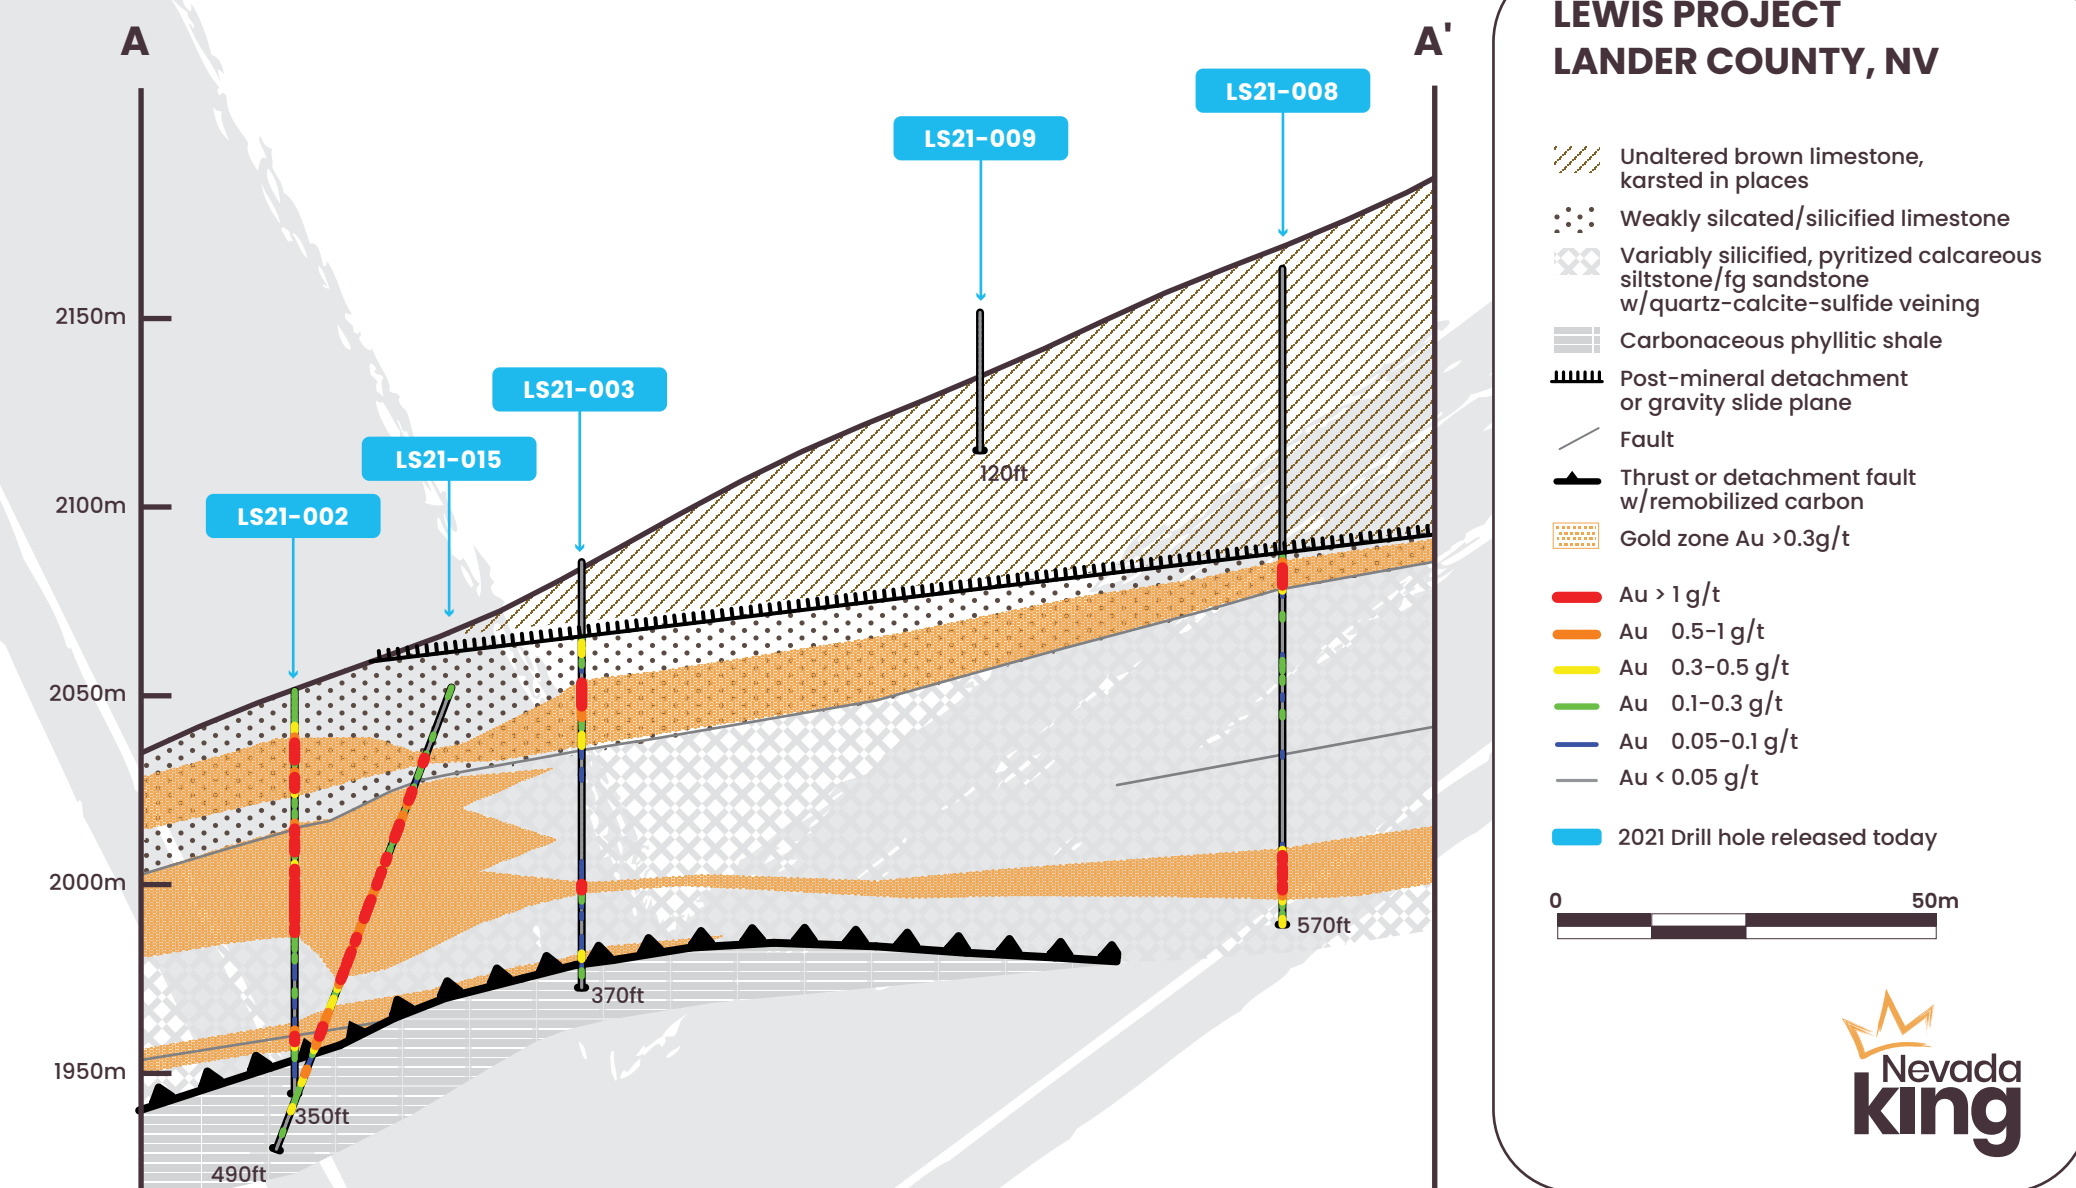 A
A'
LS21-008
LS21-009
LS21-003
LS21-015
LS21-002
2150m
2100m
2050m
2000m
1950m
120ft
570ft
370ft
350ft
490ft
LEWIS PROJECT
LANDER COUNTY, NV
Unaltered brown limestone,
karsted in places
Weakly silcated/silicified limestone
Variably silicified, pyritized calcareous
siltstone/fg sandstone
w/quartz-calcite-sulfide veining
Carbonaceous phyllitic shale
Post-mineral detachment
or gravity slide plane
Fault
Thrust or detachment fault
w/remobilized carbon
Gold zone Au >0.3g/t
Au > 1 g/t
Au 0.5-1 g/t
Au 0.3-0.5 g/t
Au 0.1-0.3 g/t
Au 0.05-0.1 g/t
Au < 0.05 g/t
2021 Drill hole released today
0 50m
Nevada
king